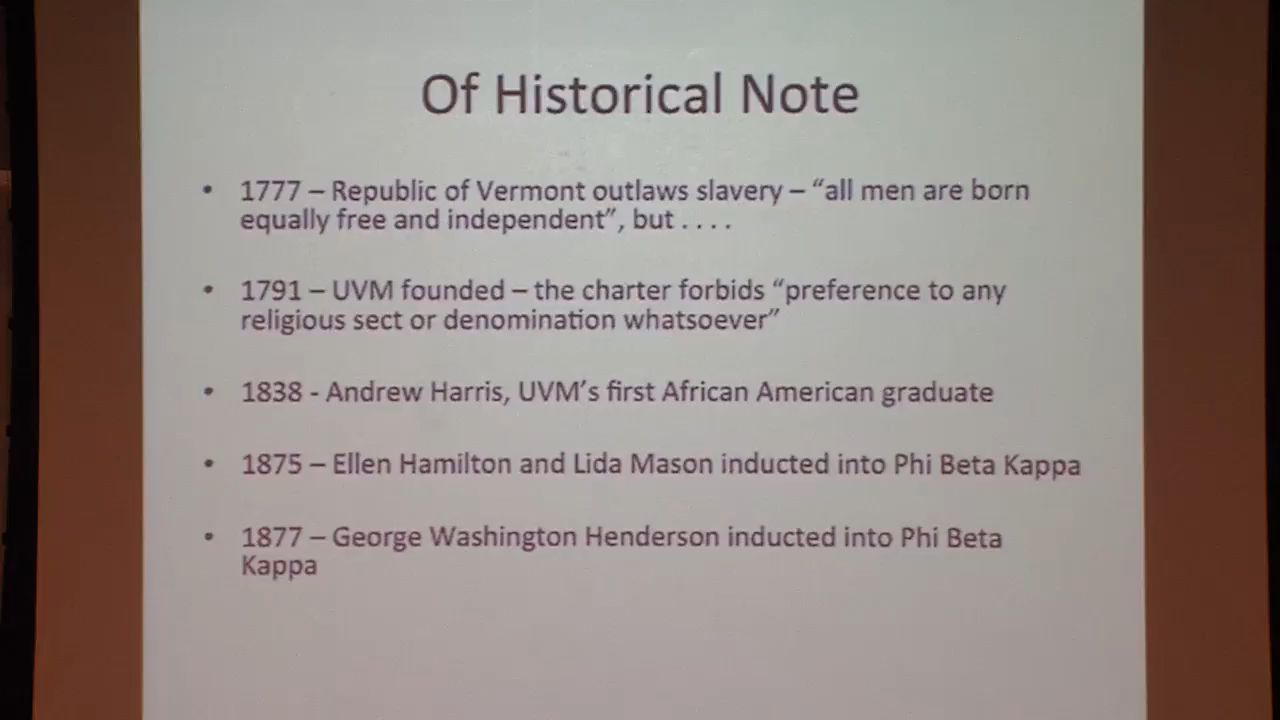 Of Historical Note
• 1777 – Republic of Vermont outlaws slavery – “all men are born
equally free and independent”, but . . . .
• 1791 – UVM founded – the charter forbids “preference to any
religious sect or denomination whatsoever”
• 1838 - Andrew Harris, UVM’s first African American graduate
• 1875 – Ellen Hamilton and Lida Mason inducted into Phi Beta Kappa
• 1877 – George Washington Henderson inducted into Phi Beta
Kappa